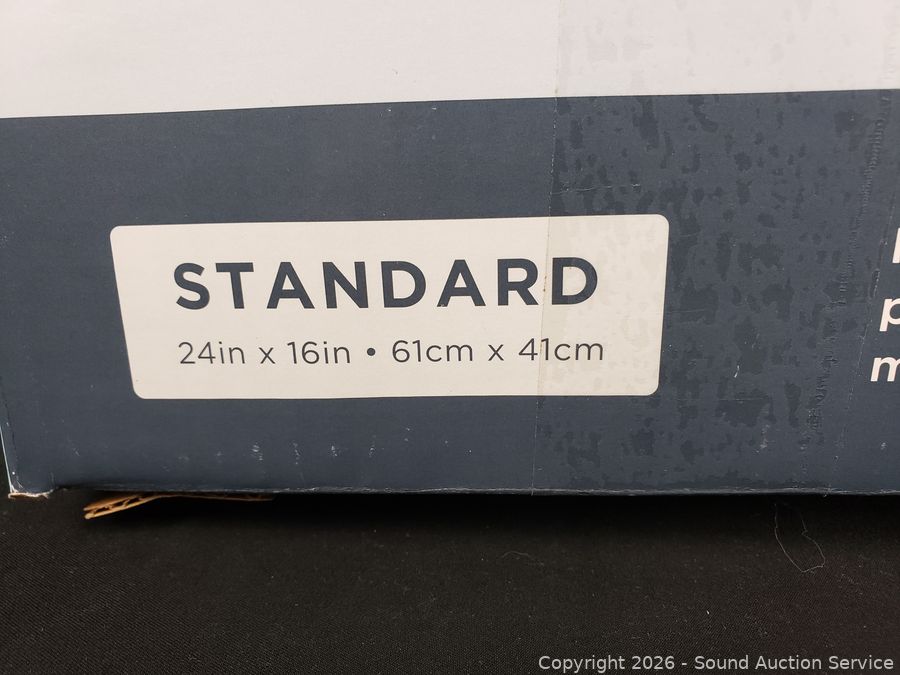 STANDARD
24in x 16in • 61cm x 41cm
Copyright 2026 - Sound Auction Service